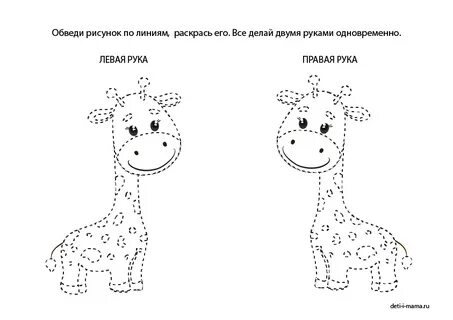 Обведи рисунок по линиям, раскрась его. Все делай двумя руками одновременно.
ЛЕВАЯ РУКА
ПРАВАЯ РУКА
deti-i-mama.ru